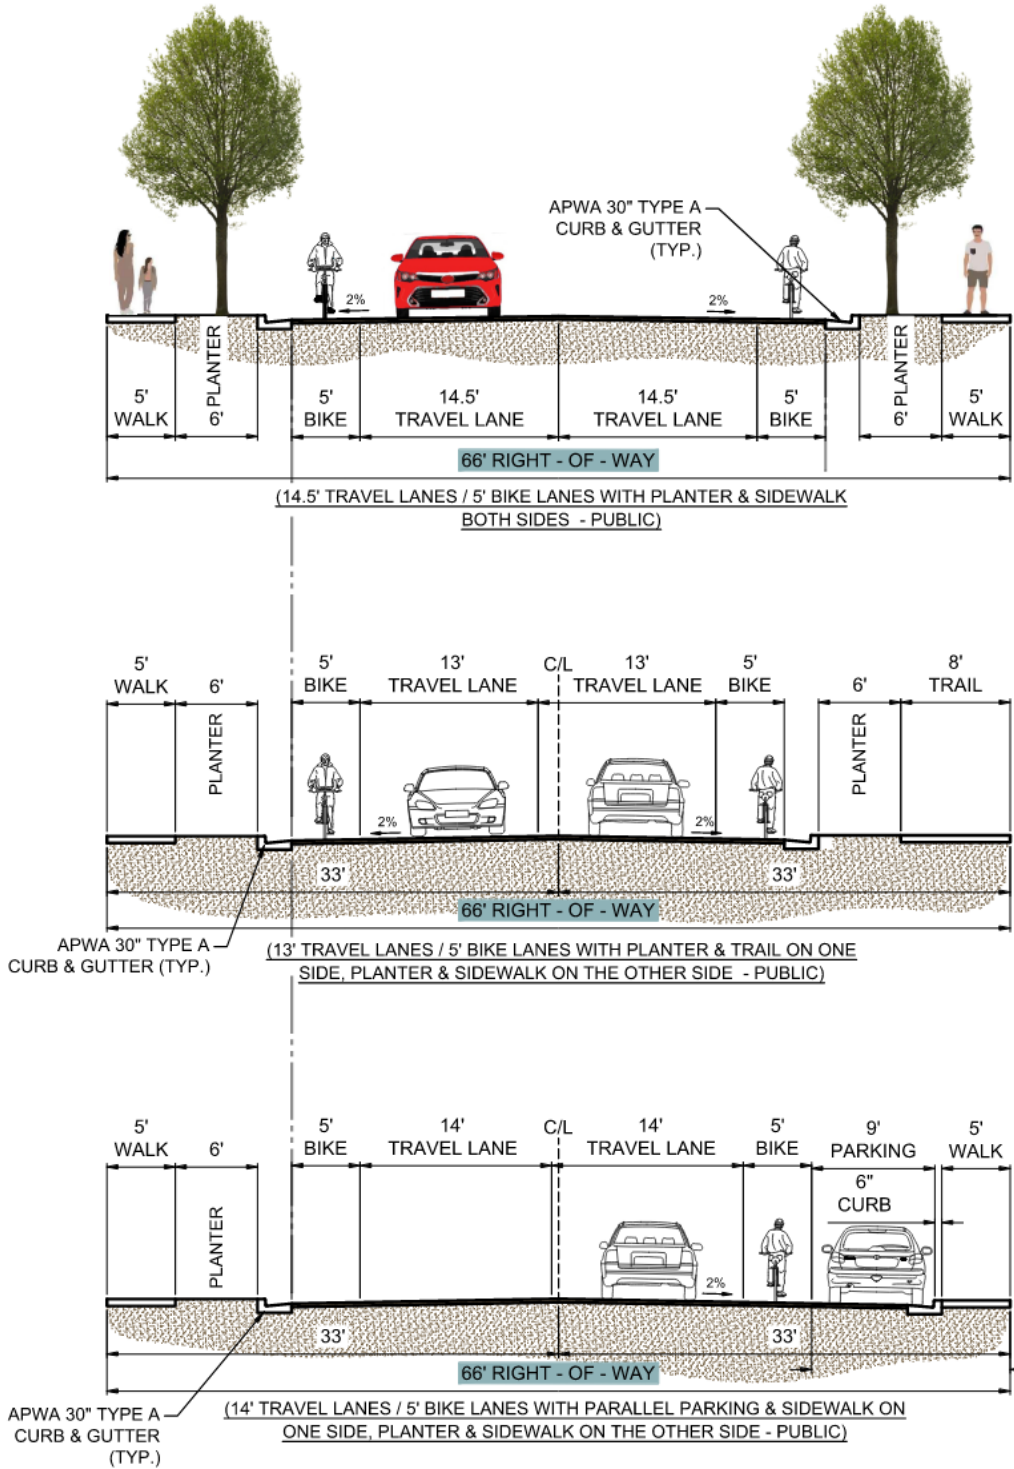 APWA 30" TYPE A
CURB & GUTTER
(TYP.)
2%
2%
5'
WALK
PLANTER
6'
5'
BIKE
14.5'
TRAVEL LANE
14.5'
TRAVEL LANE
5'
BIKE
PLANTER
6'
5'
WALK
66' RIGHT - OF - WAY
(14.5' TRAVEL LANES / 5' BIKE LANES WITH PLANTER & SIDEWALK
BOTH SIDES - PUBLIC)
5'
WALK
6'
PLANTER
5'
BIKE
13'
TRAVEL LANE
C/L
13'
TRAVEL LANE
5'
BIKE
6'
PLANTER
8'
TRAIL
2%
2%
33'
33'
66' RIGHT - OF - WAY
APWA 30" TYPE A
CURB & GUTTER (TYP.)
(13' TRAVEL LANES / 5' BIKE LANES WITH PLANTER & TRAIL ON ONE
SIDE, PLANTER & SIDEWALK ON THE OTHER SIDE - PUBLIC)
5'
WALK
6'
PLANTER
5'
BIKE
14'
TRAVEL LANE
C/L
14'
TRAVEL LANE
5'
BIKE
9'
PARKING
6"
CURB
5'
WALK
2%
33'
33'
66' RIGHT - OF - WAY
APWA 30" TYPE A
CURB & GUTTER
(TYP.)
(14' TRAVEL LANES / 5' BIKE LANES WITH PARALLEL PARKING & SIDEWALK ON
ONE SIDE, PLANTER & SIDEWALK ON THE OTHER SIDE - PUBLIC)